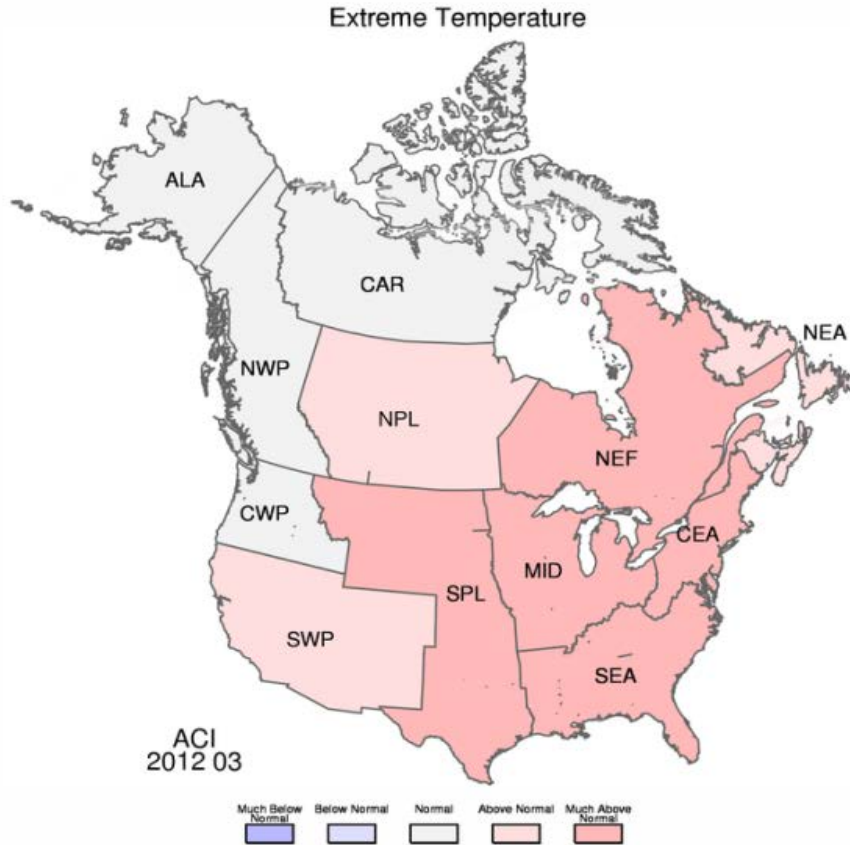 Extreme Temperature
ALA
CAR
NEA
NWP
NPL
NEF
CWP
CEA
MID
SPL
SWP
SEA
ACI
2012 03
Much Below Normal
Below Normal
Normal
Above Normal
Much Above Normal